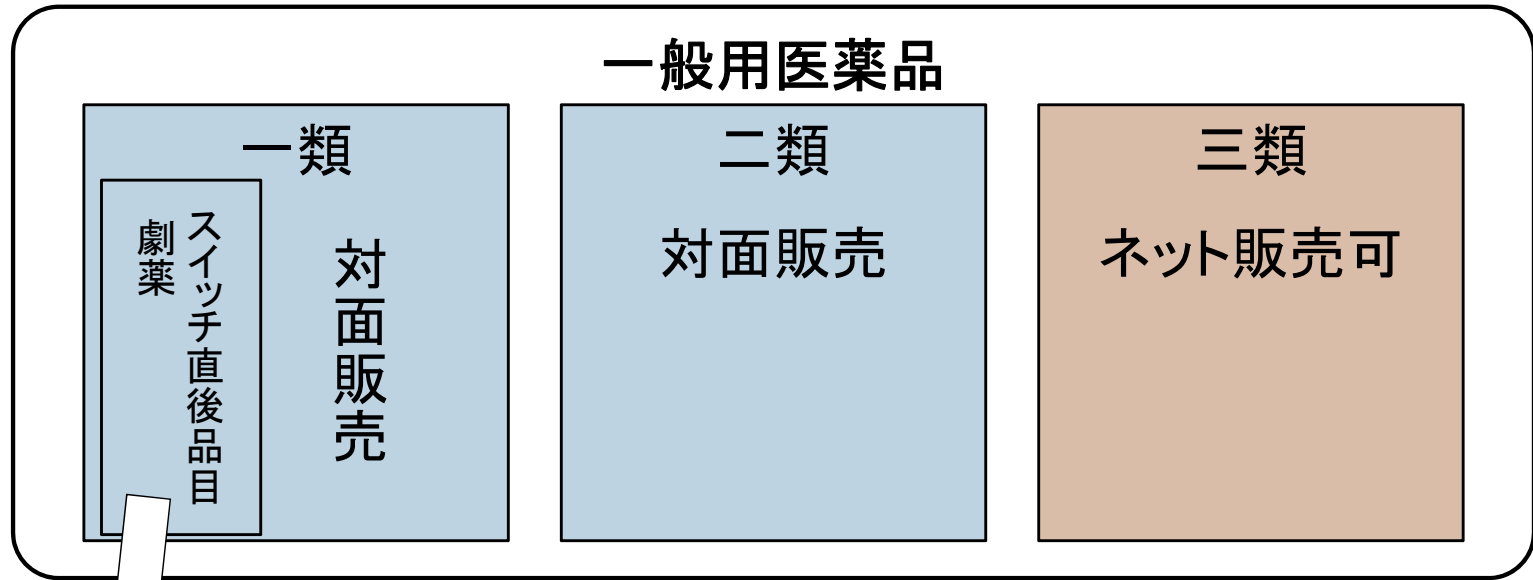 一般用医薬品
一類
スイッチ直後品目
劇薬
対面販売
二類
対面販売
三類
ネット販売可